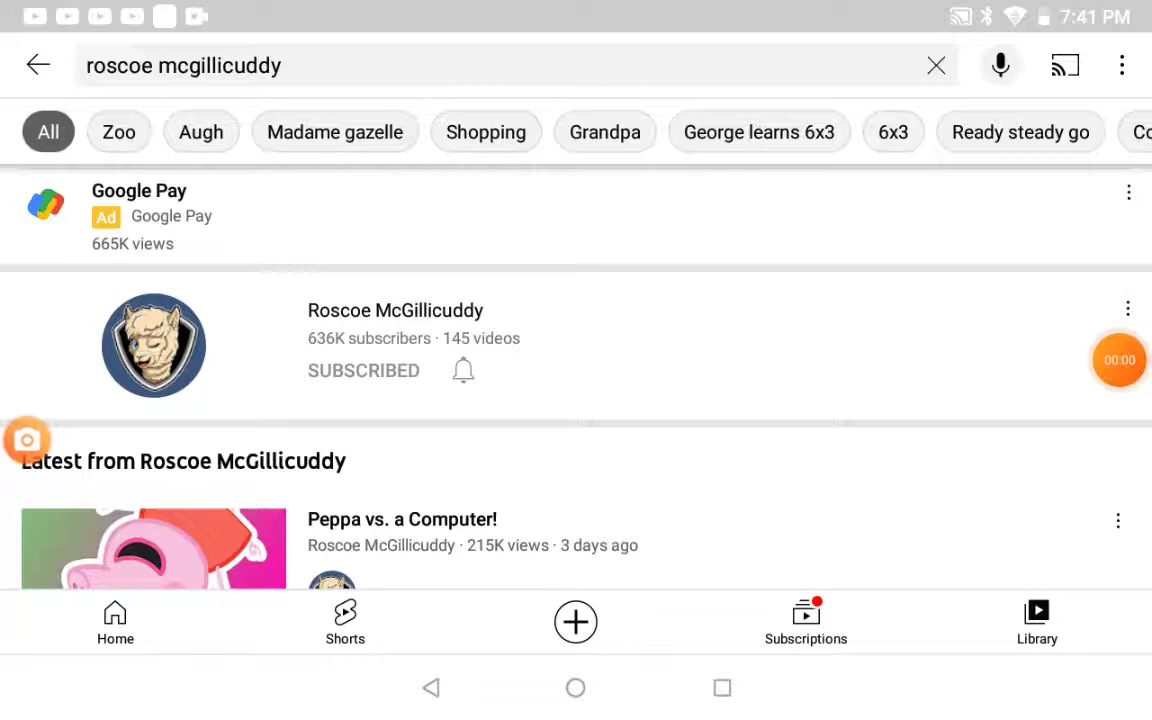 7:41 PM
roscoe mcgillicuddy
All Zoo Augh Madame gazelle Shopping Grandpa George learns 6x3 6x3 Ready steady go Co
Google Pay
Ad Google Pay
665K views
Roscoe McGillicuddy
636K subscribers · 145 videos
SUBSCRIBED
00:00
Latest from Roscoe McGillicuddy
Peppa vs. a Computer!
Roscoe McGillicuddy · 215K views · 3 days ago
Home Shorts Subscriptions Library